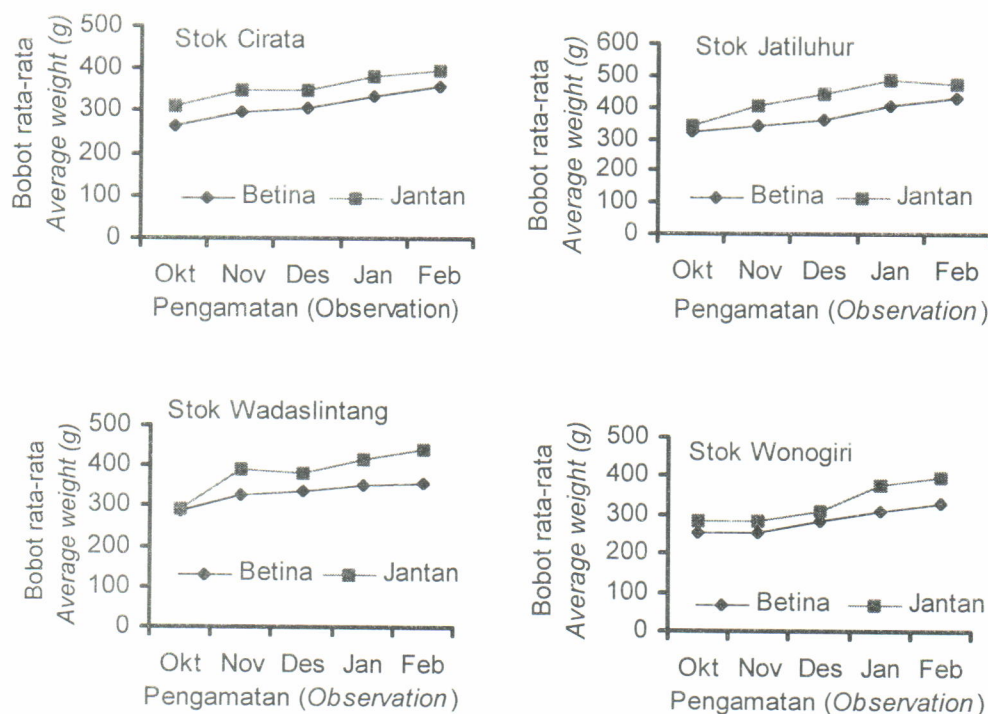 Stok Cirata
Bobot rata-rata
Average weight (g)
500
400
300
200
100
0
Betina
Jantan
Okt Nov Des Jan Feb
Pengamatan (Observation)
Stok Jatiluhur
Bobot rata-rata
Average weight (g)
600
500
400
300
200
100
0
Betina
Jantan
Okt Nov Des Jan Feb
Pengamatan (Observation)
Stok Wadaslintang
Bobot rata-rata
Average weight (g)
500
400
300
200
100
0
Betina
Jantan
Okt Nov Des Jan Feb
Pengamatan (Observation)
Stok Wonogiri
Bobot rata-rata
Average weight (g)
500
400
300
200
100
0
Betina
Jantan
Okt Nov Des Jan Feb
Pengamatan (Observation)